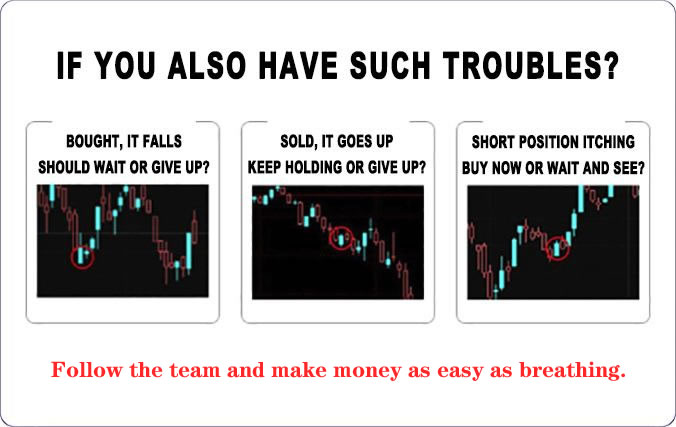 IF YOU ALSO HAVE SUCH TROUBLES?
BOUGHT, IT FALLS
SHOULD WAIT OR GIVE UP?
SOLD, IT GOES UP
KEEP HOLDING OR GIVE UP?
SHORT POSITION ITCHING
BUY NOW OR WAIT AND SEE?
Follow the team and make money as easy as breathing.